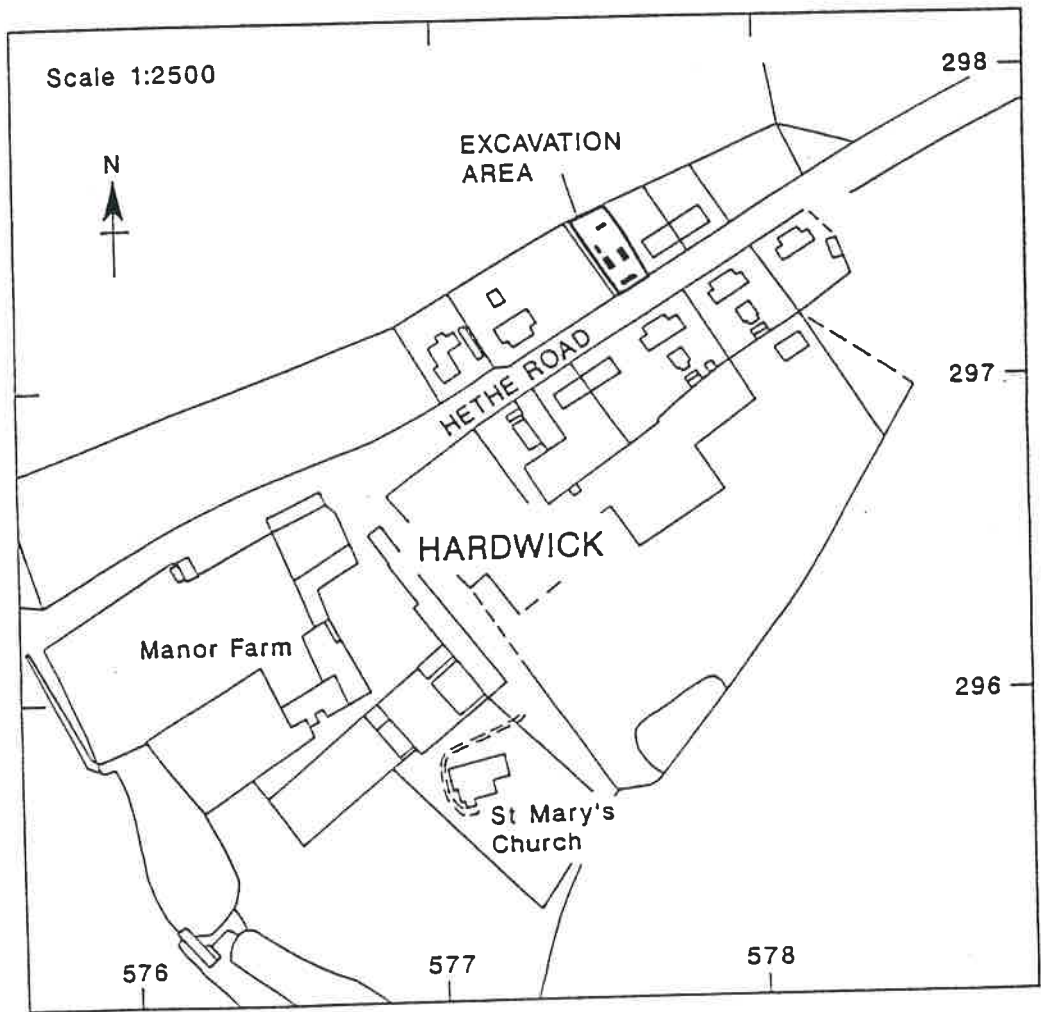 Scale 1:2500
298
EXCAVATION
AREA
N
297
HETHE ROAD
HARDWICK
Manor Farm
296
St Mary's
Church
576
577
578